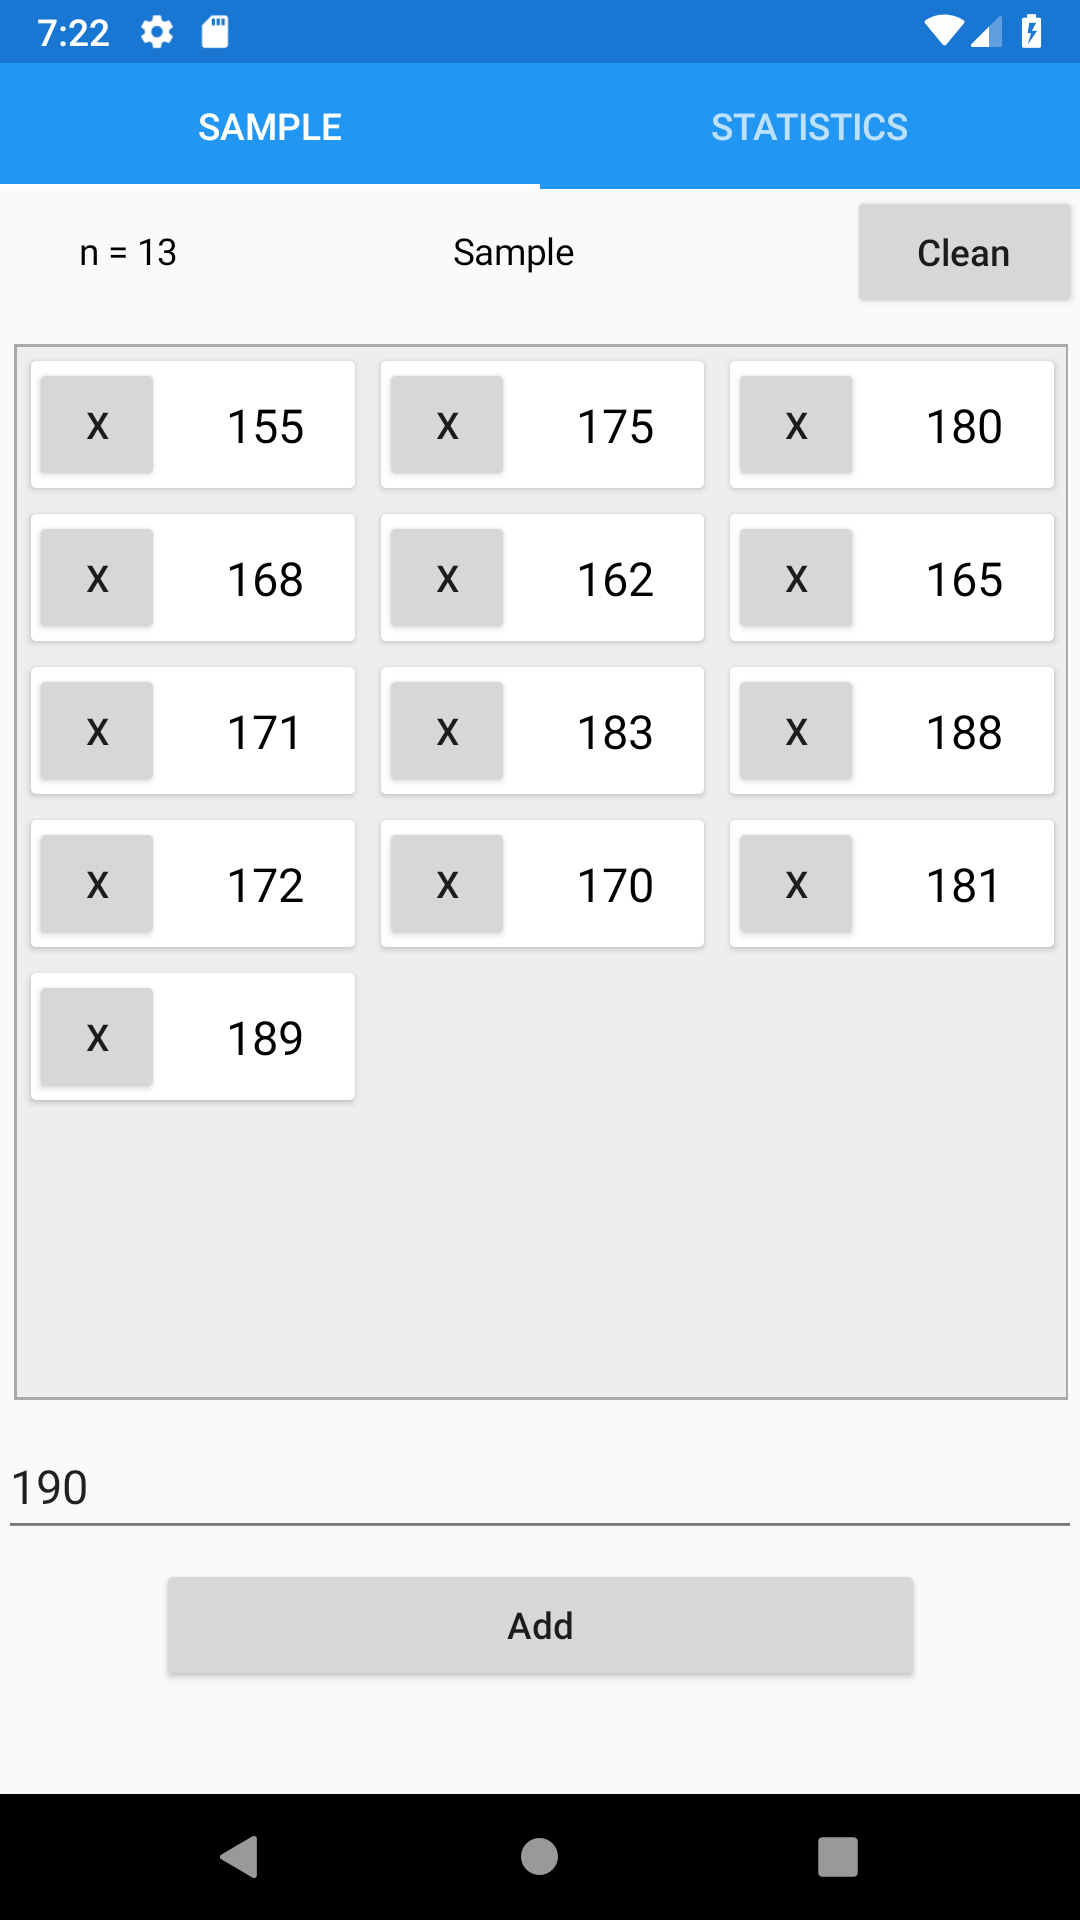 7:22
SAMPLE STATISTICS
n = 13 Sample Clean
X 155 X 175 X 180
X 168 X 162 X 165
X 171 X 183 X 188
X 172 X 170 X 181
X 189
190
Add